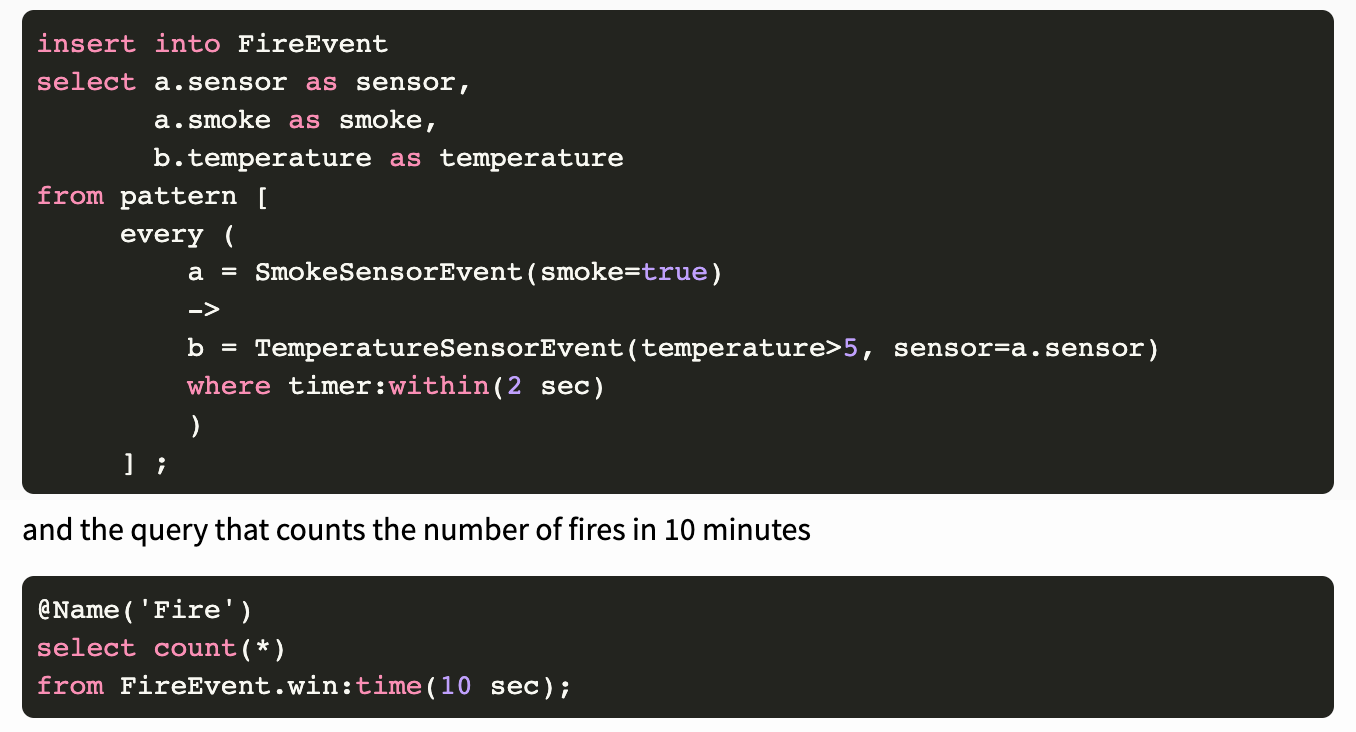 insert into FireEvent
select a.sensor as sensor,
       a.smoke as smoke,
       b.temperature as temperature
from pattern [
     every (
         a = SmokeSensorEvent(smoke=true)
         ->
         b = TemperatureSensorEvent(temperature>5, sensor=a.sensor)
         where timer:within(2 sec)
         )
     ] ;
and the query that counts the number of fires in 10 minutes
@Name('Fire')
select count(*)
from FireEvent.win:time(10 sec);